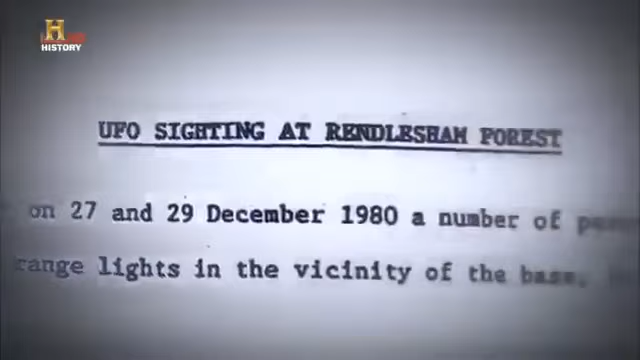 H
HISTORY
UFO SIGHTING AT RENDLESHAM FOREST
on 27 and 29 December 1980 a number of
lights in the vicinity of the base.